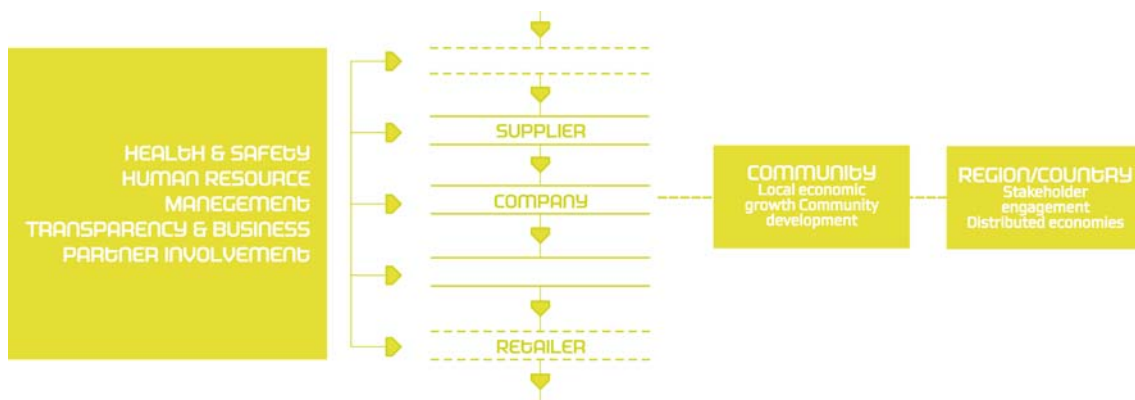 HEALTH & SAFETY
HUMAN RESOURCE
MANEGEMENT
TRANSPARENCY & BUSINESS
PARTNER INVOLVEMENT
SUPPLIER
COMPANY
RETAILER
COMMUNITY
Local economic
growth Community
development
REGION/COUNTRY
Stakeholder
engagement
Distributed economies